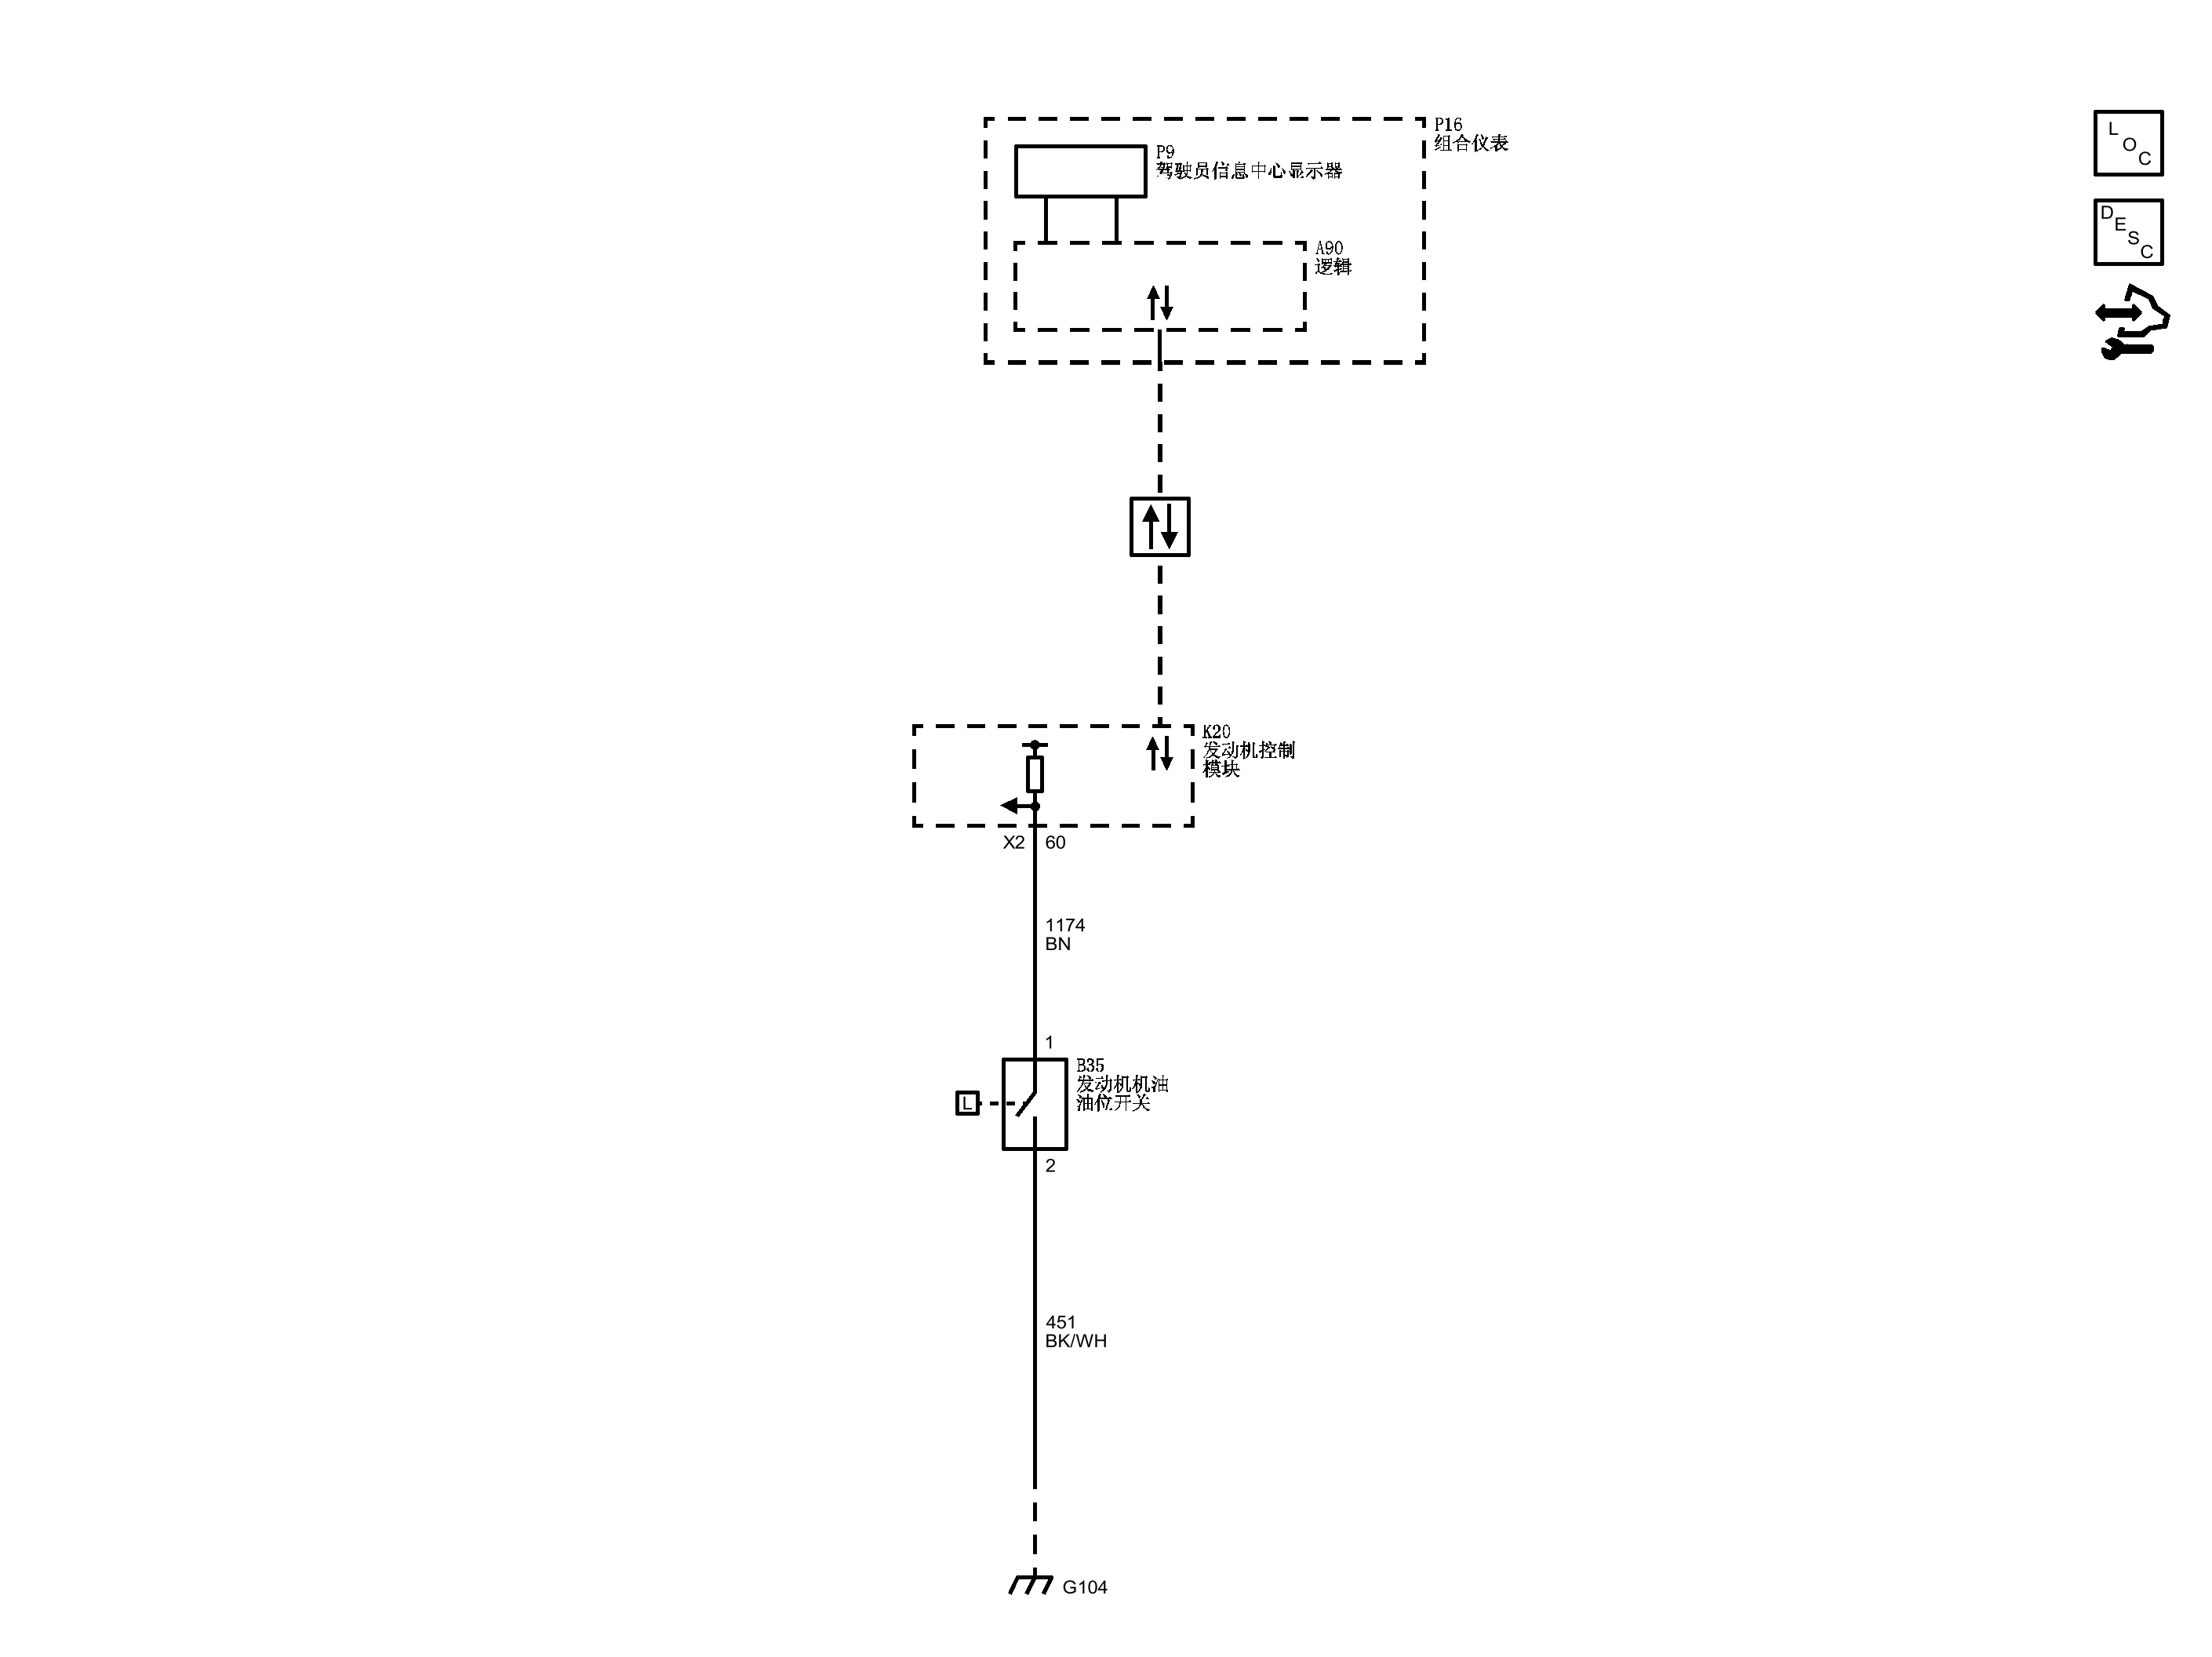 P16
组合仪表
P9
驾驶员信息中心显示器
A90
逻辑
LOC
DESC
K20
发动机控制
模块
X2 60
1174
BN
1
B35
发动机机油
油位开关
L
2
451
BK/WH
G104